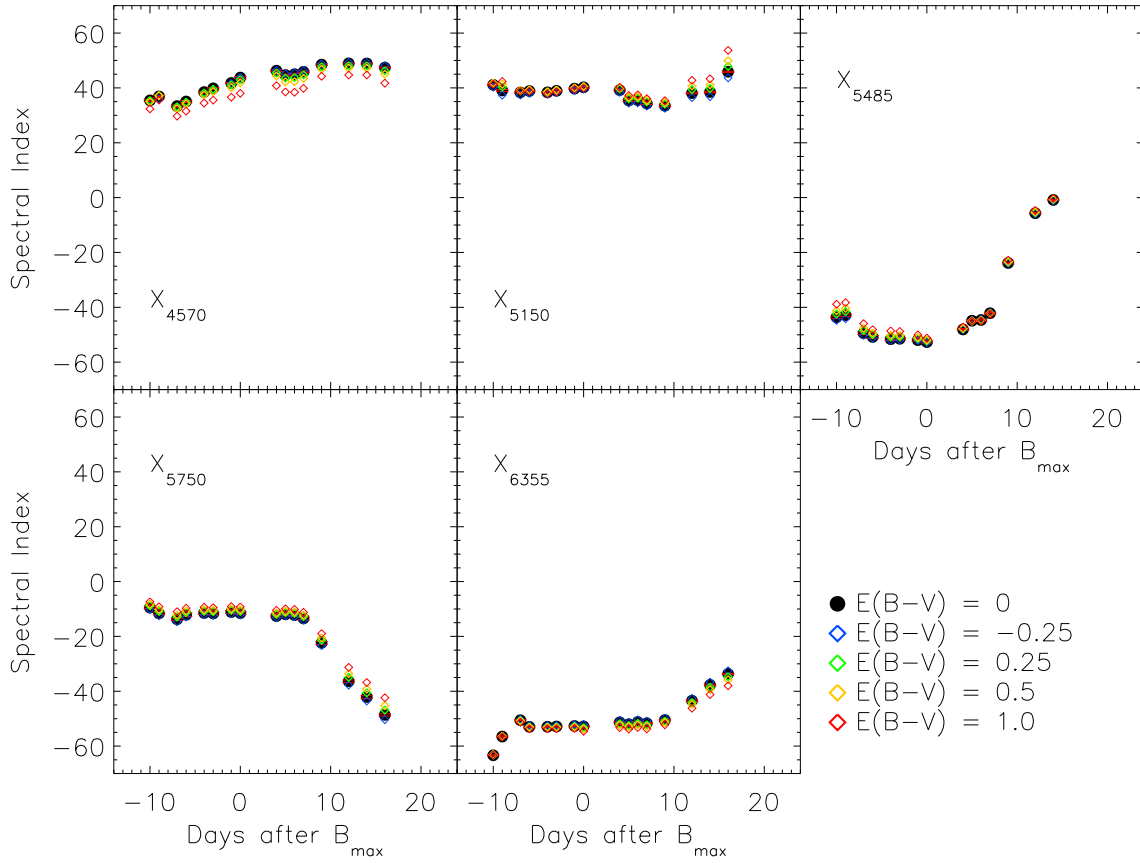 60
40
20
0
−20
−40
−60
Spectral Index
X4570
X5150
X5485
−10 0 10 20
Days after Bmax
60
40
20
0
−20
−40
−60
Spectral Index
X5750
X6355
E(B−V) = 0
E(B−V) = −0.25
E(B−V) = 0.25
E(B−V) = 0.5
E(B−V) = 1.0
−10 0 10 20
−10 0 10 20
Days after Bmax
Days after Bmax